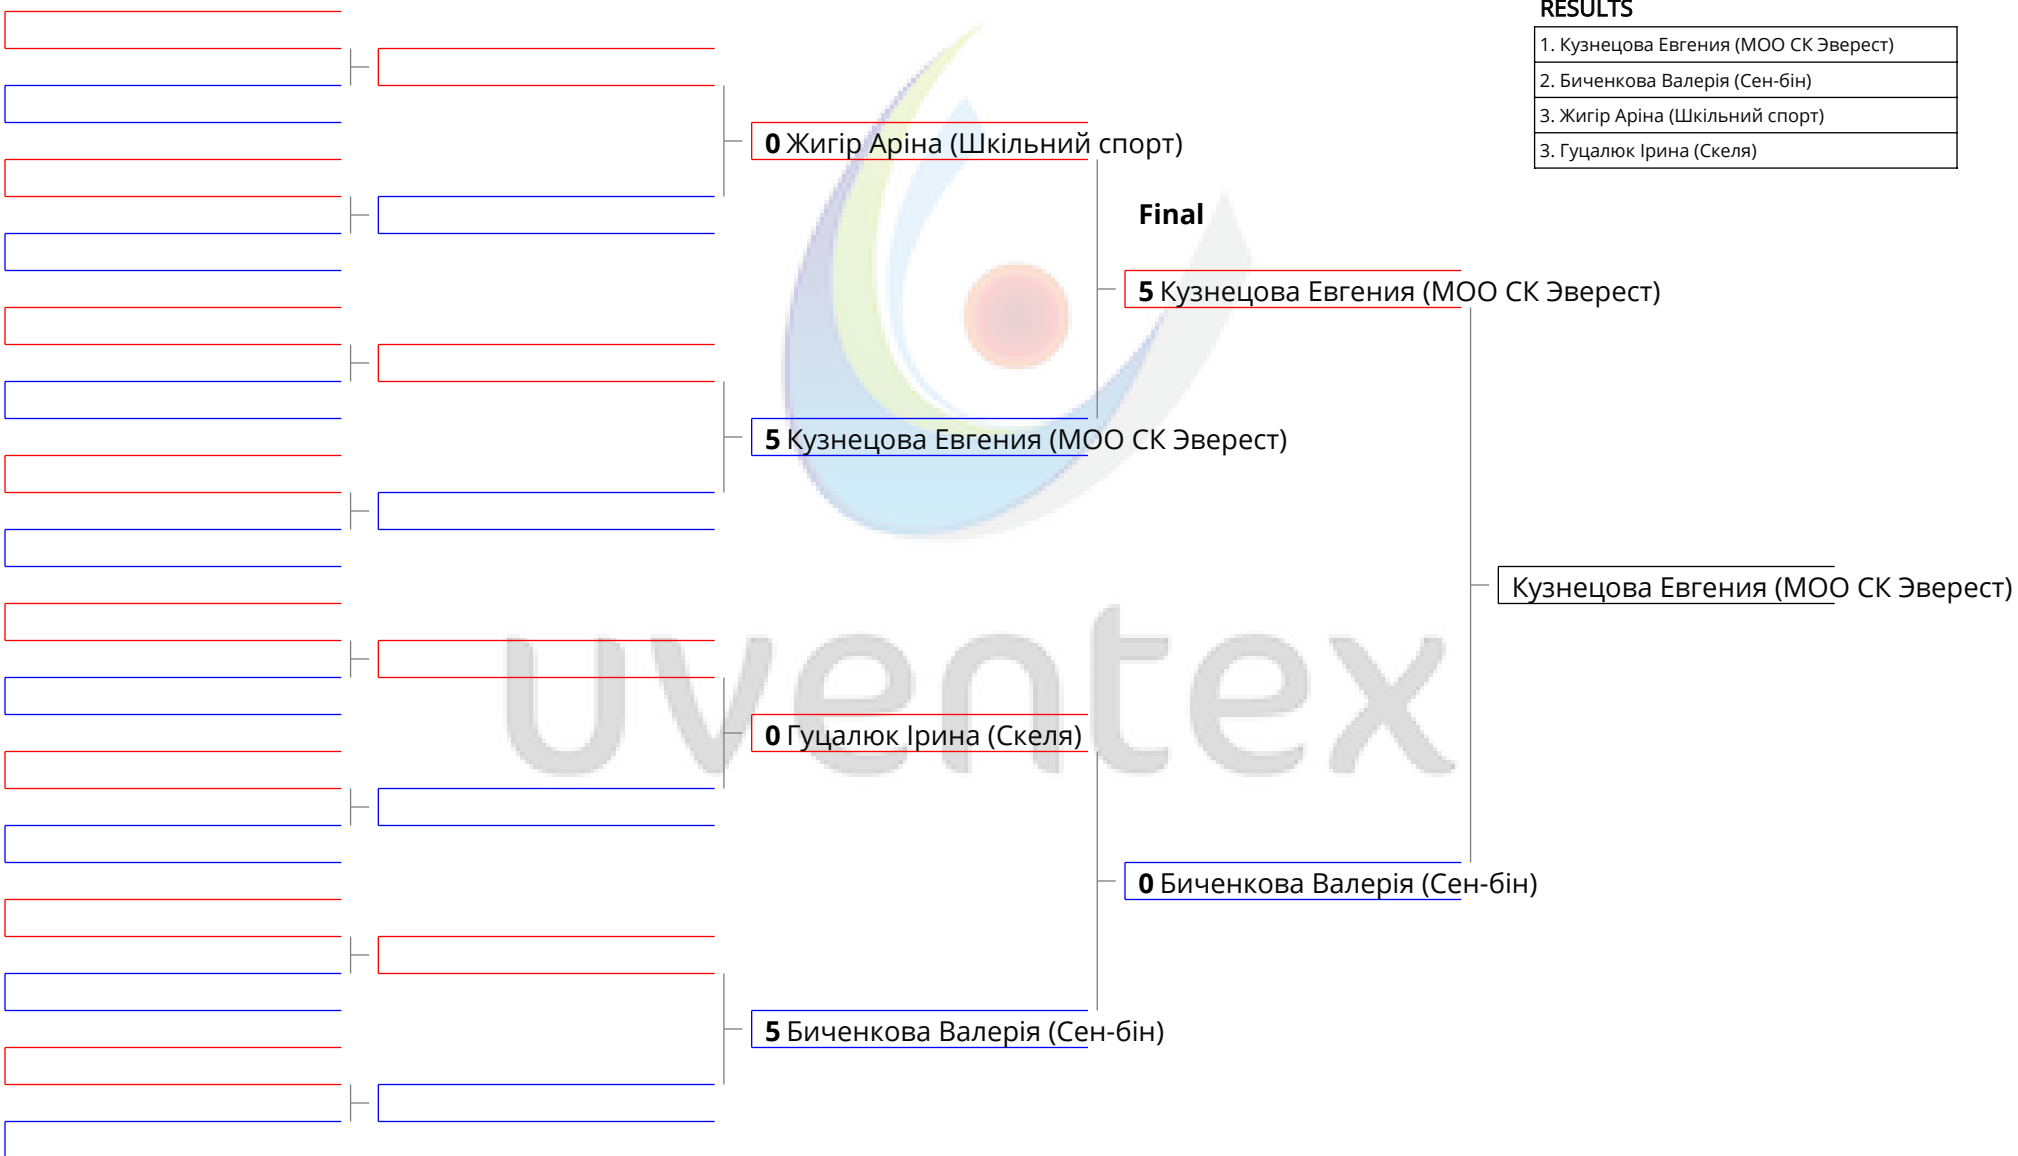 RESULTS
1. Кузнецова Евгения (МОО СК Эверест)
2. Биченкова Валерія (Сен-бін)
3. Жигір Аріна (Шкільний спорт)
3. Гуцалюк Ірина (Скеля)
0 Жигір Аріна (Шкільний спорт)
Final
5 Кузнецова Евгения (МОО СК Эверест)
5 Кузнецова Евгения (МОО СК Эверест)
Кузнецова Евгения (МОО СК Эверест)
uventex
0 Гуцалюк Ірина (Скеля)
0 Биченкова Валерія (Сен-бін)
5 Биченкова Валерія (Сен-бін)